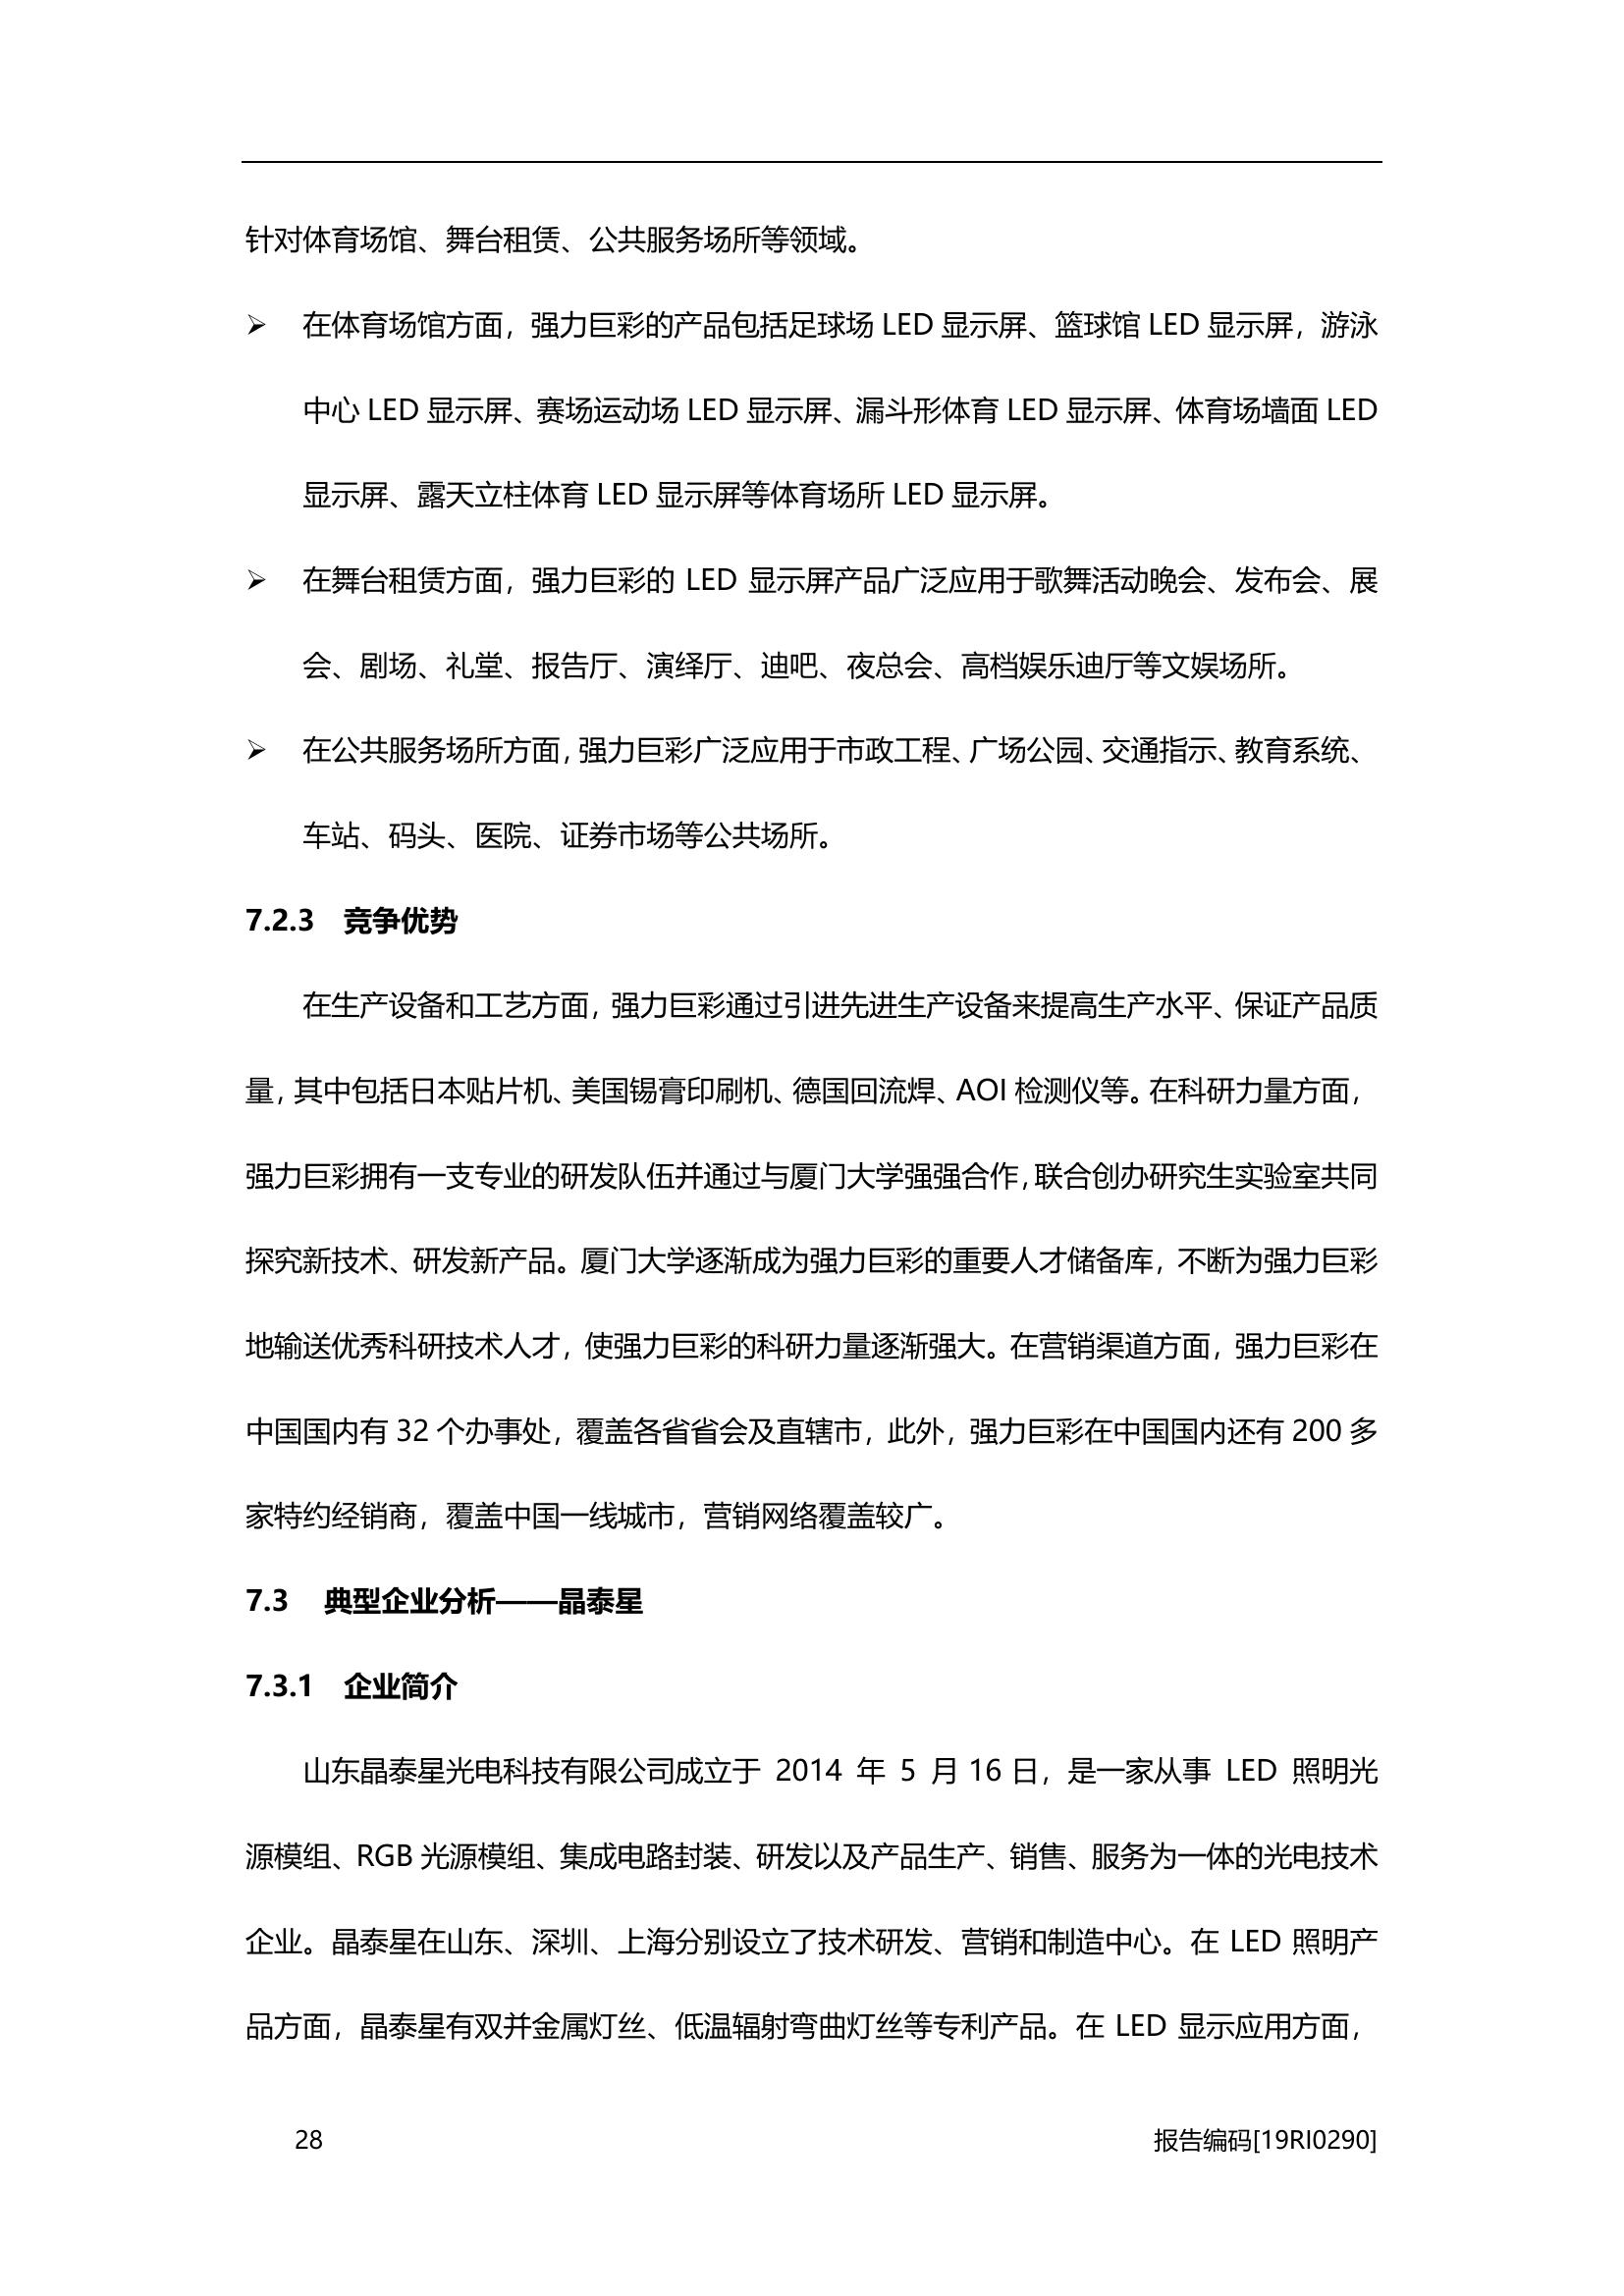 针对体育场馆、舞台租赁、公共服务场所等领域。
➢ 在体育场馆方面，强力巨彩的产品包括足球场 LED 显示屏、篮球馆 LED 显示屏，游泳
中心 LED 显示屏、赛场运动场 LED 显示屏、漏斗形体育 LED 显示屏、体育场墙面 LED
显示屏、露天立柱体育 LED 显示屏等体育场所 LED 显示屏。
➢ 在舞台租赁方面，强力巨彩的 LED 显示屏产品广泛应用于歌舞活动晚会、发布会、展
会、剧场、礼堂、报告厅、演绎厅、迪吧、夜总会、高档娱乐迪厅等文娱场所。
➢ 在公共服务场所方面，强力巨彩广泛应用于市政工程、广场公园、交通指示、教育系统、
车站、码头、医院、证券市场等公共场所。
7.2.3 竞争优势
在生产设备和工艺方面，强力巨彩通过引进先进生产设备来提高生产水平、保证产品质
量，其中包括日本贴片机、美国锡膏印刷机、德国回流焊、AOI 检测仪等。在科研力量方面，
强力巨彩拥有一支专业的研发队伍并通过与厦门大学强强合作，联合创办研究生实验室共同
探究新技术、研发新产品。厦门大学逐渐成为强力巨彩的重要人才储备库，不断为强力巨彩
地输送优秀科研技术人才，使强力巨彩的科研力量逐渐强大。在营销渠道方面，强力巨彩在
中国国内有 32 个办事处，覆盖各省省会及直辖市，此外，强力巨彩在中国国内还有 200 多
家特约经销商，覆盖中国一线城市，营销网络覆盖较广。
7.3 典型企业分析——晶泰星
7.3.1 企业简介
山东晶泰星光电科技有限公司成立于 2014 年 5 月 16 日，是一家从事 LED 照明光
源模组、RGB 光源模组、集成电路封装、研发以及产品生产、销售、服务为一体的光电技术
企业。晶泰星在山东、深圳、上海分别设立了技术研发、营销和制造中心。在 LED 照明产
品方面，晶泰星有双并金属灯丝、低温辐射弯曲灯丝等专利产品。在 LED 显示应用方面，
28 报告编码[19RI0290]